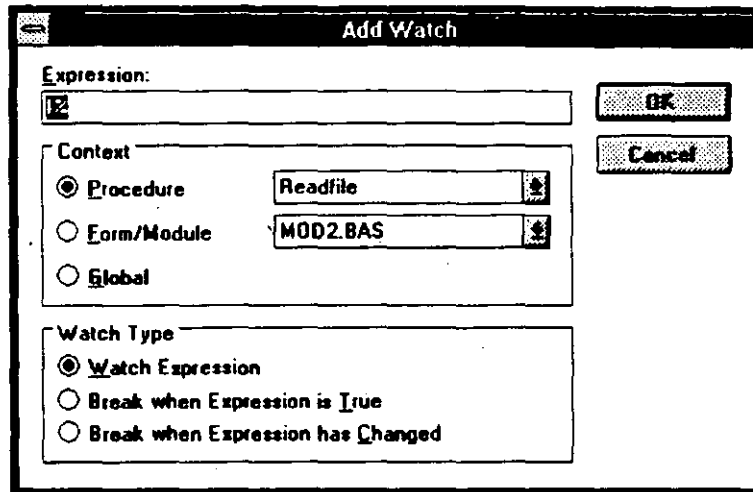 Add Watch
Expression:
OK
Context
Procedure
Readfile
Cancel
Form/Module
MOD2.BAS
Global
Watch Type
Watch Expression
Break when Expression is True
Break when Expression has Changed